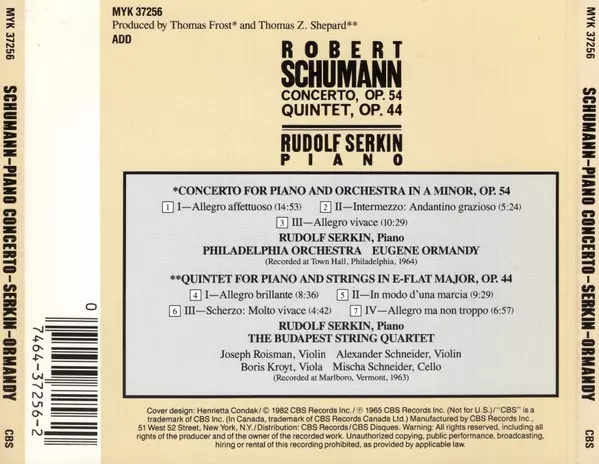 MYK 37256
SCHUMANN–PIANO CONCERTO–SERKIN–ORMANDY
CBS
0
7464-37256-2
MYK 37256
Produced by Thomas Frost* and Thomas Z. Shepard**
ADD
ROBERT
SCHUMANN
CONCERTO, OP. 54
QUINTET, OP. 44
RUDOLF SERKIN
PIANO
*CONCERTO FOR PIANO AND ORCHESTRA IN A MINOR, OP. 54
1 I—Allegro affettuoso (14:53) 2 II—Intermezzo: Andantino grazioso (5:24)
3 III—Allegro vivace (10:29)
RUDOLF SERKIN, Piano
PHILADELPHIA ORCHESTRA EUGENE ORMANDY
(Recorded at Town Hall, Philadelphia, 1964)
**QUINTET FOR PIANO AND STRINGS IN E-FLAT MAJOR, OP. 44
4 I—Allegro brillante (8:36) 5 II—In modo d'una marcia (9:29)
6 III—Scherzo: Molto vivace (4:42) 7 IV—Allegro ma non troppo (6:57)
RUDOLF SERKIN, Piano
THE BUDAPEST STRING QUARTET
Joseph Roisman, Violin Alexander Schneider, Violin
Boris Kroyt, Viola Mischa Schneider, Cello
(Recorded at Marlboro, Vermont, 1963)
Cover design: Henrietta Condak/© 1982 CBS Records Inc./℗ 1965 CBS Records Inc. (Not for U.S.)/"CBS" is a
trademark of CBS Inc. (In Canada, trademark of CBS Records Canada Ltd.) Manufactured by CBS Records Inc.,
51 West 52 Street, New York, N.Y./Distribution: CBS Records/CBS Disques. Warning: All rights reserved, including all
rights of the producer and of the owner of the recorded work. Unauthorized copying, public performance, broadcasting,
hiring or rental of this recording prohibited, except as provided by applicable law.
MYK 37256
SCHUMANN–PIANO CONCERTO–SERKIN–ORMANDY
CBS